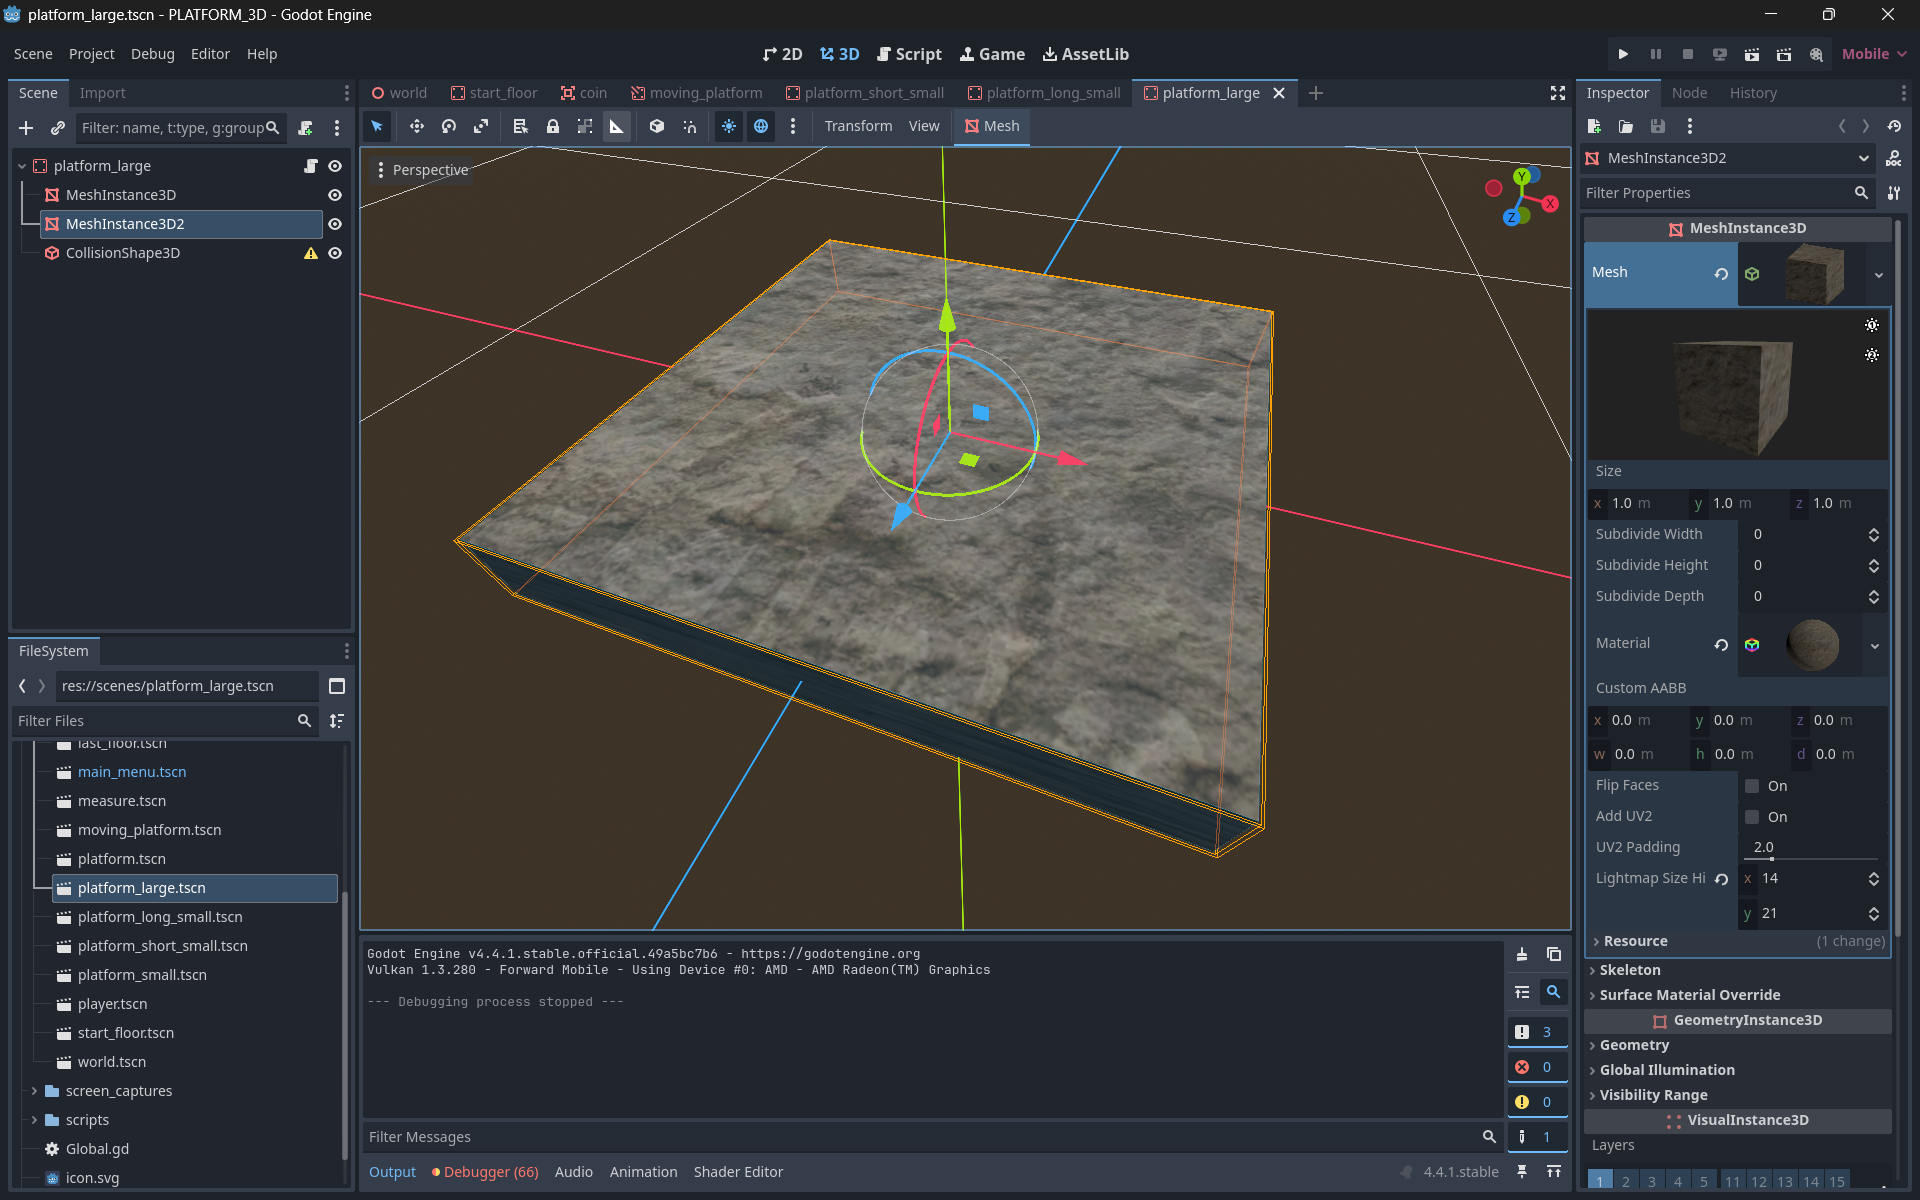 platform_large.tscn - PLATFORM_3D - Godot Engine
Scene Project Debug Editor Help
2D 3D Script Game AssetLib
Mobile
Scene Import
Filter: name, t:type, g:group
platform_large
MeshInstance3D
MeshInstance3D2
CollisionShape3D
FileSystem
res://scenes/platform_large.tscn
Filter Files
last_floor.tscn
main_menu.tscn
measure.tscn
moving_platform.tscn
platform.tscn
platform_large.tscn
platform_long_small.tscn
platform_short_small.tscn
platform_small.tscn
player.tscn
start_floor.tscn
world.tscn
screen_captures
scripts
Global.gd
icon.svg
world start_floor coin moving_platform platform_short_small platform_long_small platform_large
Transform View Mesh
Perspective
Y
X
Z
Godot Engine v4.4.1.stable.official.49a5bc7b6 - https://godotengine.org
Vulkan 1.3.280 - Forward Mobile - Using Device #0: AMD - AMD Radeon(TM) Graphics
--- Debugging process stopped ---
3
0
0
1
Filter Messages
Output Debugger (66) Audio Animation Shader Editor 4.4.1.stable
Inspector Node History
MeshInstance3D2
Filter Properties
MeshInstance3D
Mesh
1
2
Size
x 1.0 m y 1.0 m z 1.0 m
Subdivide Width 0
Subdivide Height 0
Subdivide Depth 0
Material
Custom AABB
x 0.0 m y 0.0 m z 0.0 m
w 0.0 m h 0.0 m d 0.0 m
Flip Faces On
Add UV2 On
UV2 Padding 2.0
Lightmap Size Hi x 14
y 21
Resource (1 change)
Skeleton
Surface Material Override
GeometryInstance3D
Geometry
Global Illumination
Visibility Range
VisualInstance3D
Layers
1 2 3 4 5 11 12 13 14 15